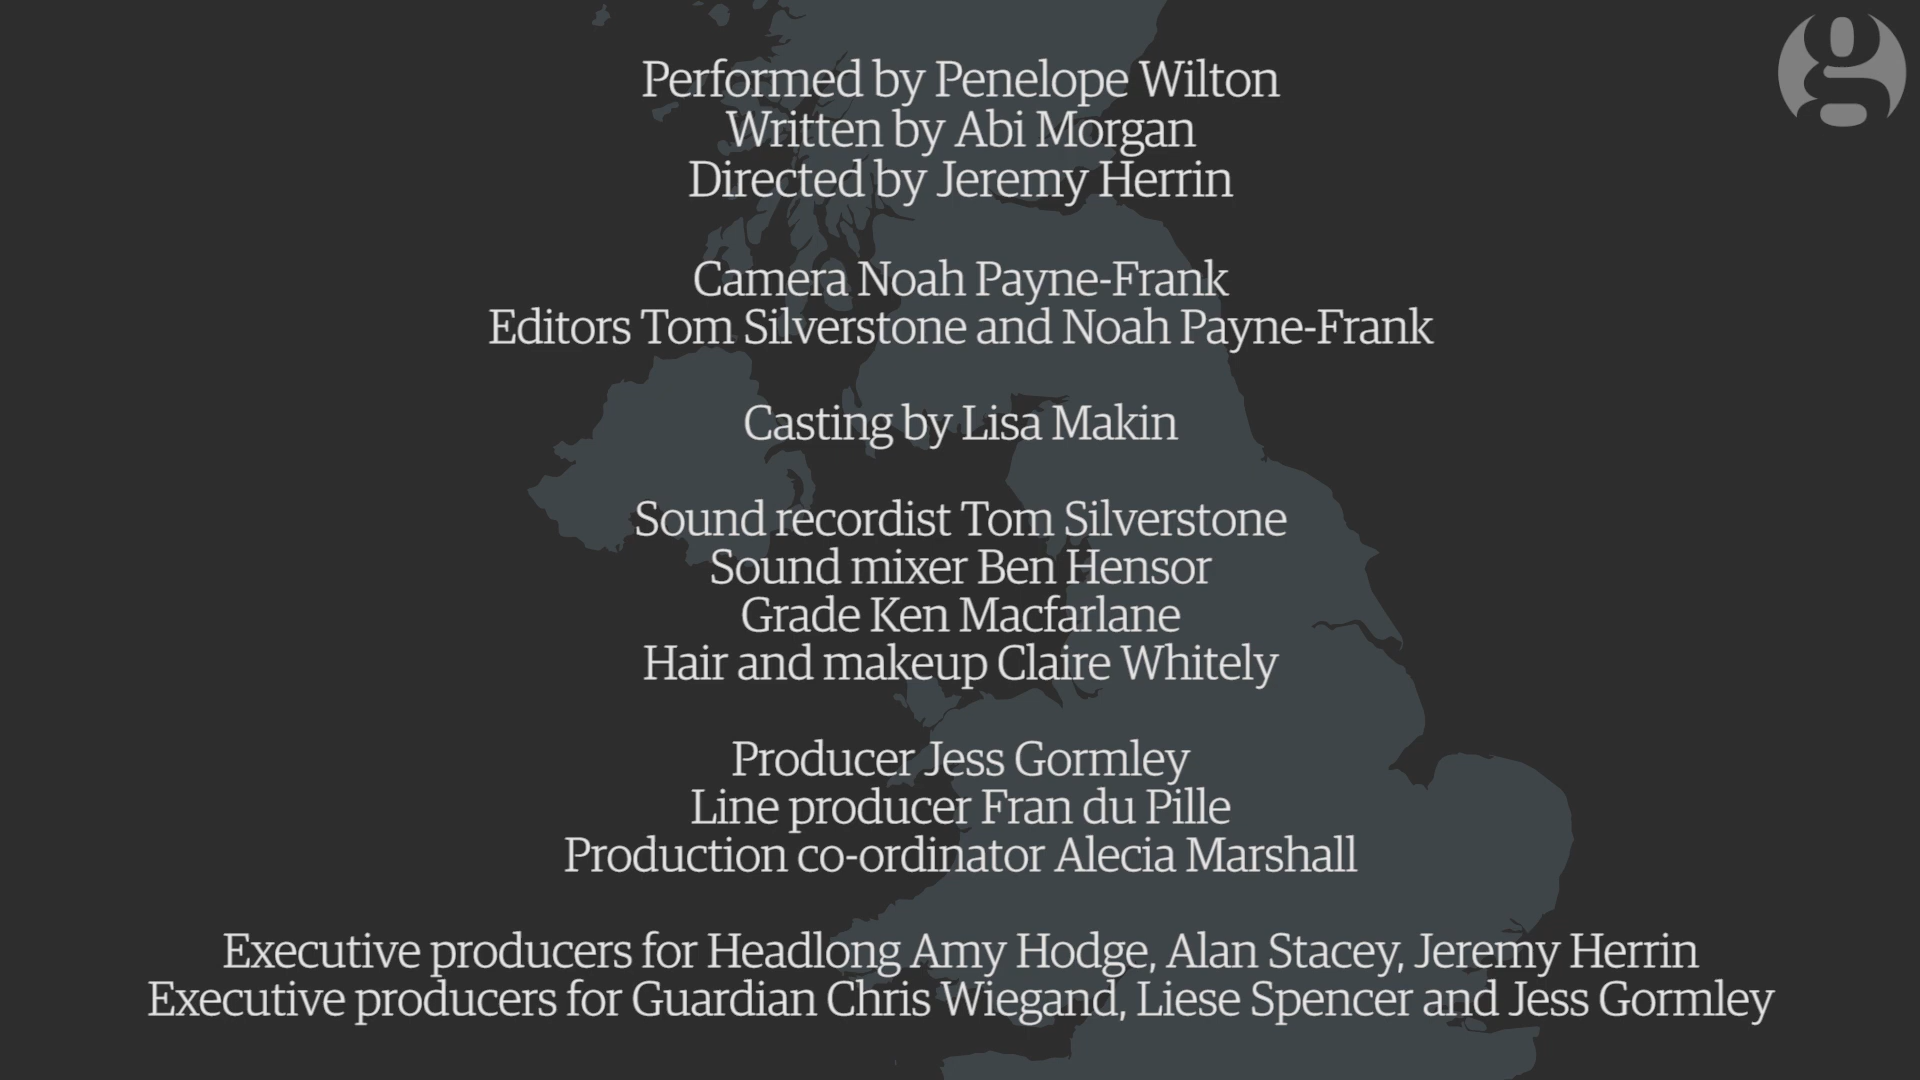 Performed by Penelope Wilton
Written by Abi Morgan
Directed by Jeremy Herrin
Camera Noah Payne-Frank
Editors Tom Silverstone and Noah Payne-Frank
Casting by Lisa Makin
Sound recordist Tom Silverstone
Sound mixer Ben Hensor
Grade Ken Macfarlane
Hair and makeup Claire Whitely
Producer Jess Gormley
Line producer Fran du Pille
Production co-ordinator Alecia Marshall
Executive producers for Headlong Amy Hodge, Alan Stacey, Jeremy Herrin
Executive producers for Guardian Chris Wiegand, Liese Spencer and Jess Gormley
g